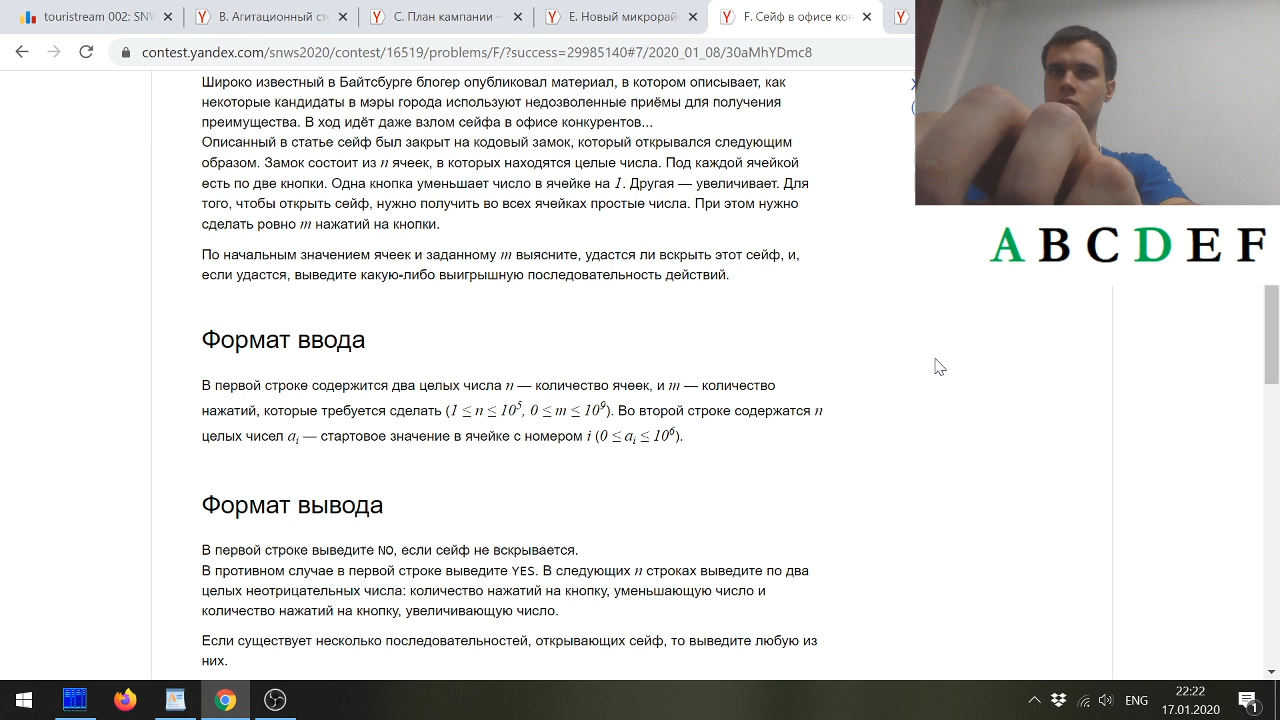 touristream 002: SNW
B. Агитационный сте
C. План кампании –
E. Новый микрорай
F. Сейф в офисе кон
contest.yandex.com/snws2020/contest/16519/problems/F/?success=29985140#7/2020_01_08/30aMhYDmc8
Широко известный в Байтсбурге блогер опубликовал материал, в котором описывает, как
некоторые кандидаты в мэры города используют недозволенные приёмы для получения
преимущества. В ход идёт даже взлом сейфа в офисе конкурентов...
Описанный в статье сейф был закрыт на кодовый замок, который открывался следующим
образом. Замок состоит из n ячеек, в которых находятся целые числа. Под каждой ячейкой
есть по две кнопки. Одна кнопка уменьшает число в ячейке на 1. Другая — увеличивает. Для
того, чтобы открыть сейф, нужно получить во всех ячейках простые числа. При этом нужно
сделать ровно m нажатий на кнопки.
A B C D E F
По начальным значением ячеек и заданному m выясните, удастся ли вскрыть этот сейф, и,
если удастся, выведите какую-либо выигрышную последовательность действий.
Формат ввода
В первой строке содержится два целых числа n — количество ячеек, и m — количество
нажатий, которые требуется сделать (1 ≤ n ≤ 10⁵, 0 ≤ m ≤ 10⁹). Во второй строке содержатся n
целых чисел aᵢ — стартовое значение в ячейке с номером i (0 ≤ aᵢ ≤ 10⁶).
Формат вывода
В первой строке выведите NO, если сейф не вскрывается.
В противном случае в первой строке выведите YES. В следующих n строках выведите по два
целых неотрицательных числа: количество нажатий на кнопку, уменьшающую число и
количество нажатий на кнопку, увеличивающую число.
Если существует несколько последовательностей, открывающих сейф, то выведите любую из
них.
ENG
22:22
17.01.2020
1